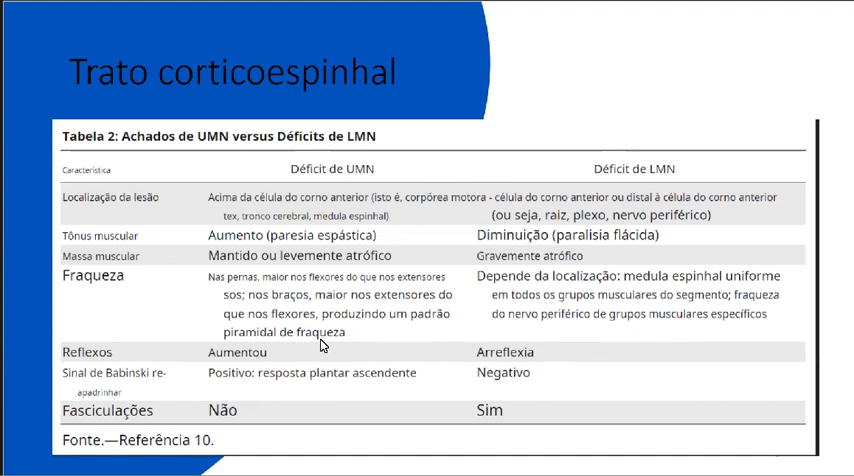 Trato corticoespinhal
Tabela 2: Achados de UMN versus Déficits de LMN
Característica Déficit de UMN Déficit de LMN
Localização da lesão Acima da célula do corno anterior (isto é, corpórea motora - célula do corno anterior ou distal à célula do corno anterior
tex, tronco cerebral, medula espinhal) (ou seja, raiz, plexo, nervo periférico)
Tônus muscular Aumento (paresia espástica) Diminuição (paralisia flácida)
Massa muscular Mantido ou levemente atrófico Gravemente atrófico
Fraqueza Nas pernas, maior nos flexores do que nos extensores Depende da localização: medula espinhal uniforme
sos; nos braços, maior nos extensores do em todos os grupos musculares do segmento; fraqueza
que nos flexores, produzindo um padrão do nervo periférico de grupos musculares específicos
piramidal de fraqueza
Reflexos Aumentou Arreflexia
Sinal de Babinski re- Positivo: resposta plantar ascendente Negativo
apadrinhar
Fasciculações Não Sim
Fonte.—Referência 10.